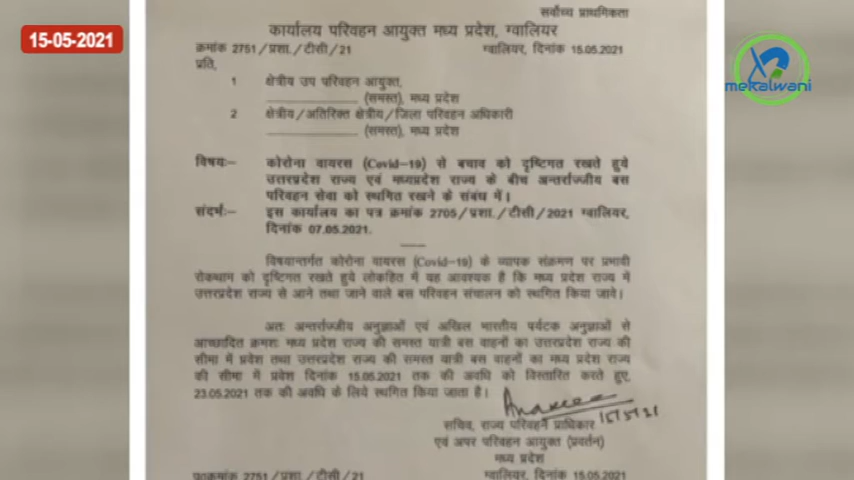 15-05-2021
mekalwani
सर्वोच्च प्राथमिकता
कार्यालय परिवहन आयुक्त मध्य प्रदेश, ग्वालियर
क्रमांक 2751/प्रशा./टीसी/21 ग्वालियर, दिनांक 15.05.2021
प्रति,
1 क्षेत्रीय उप परिवहन आयुक्त,
(समस्त), मध्य प्रदेश
2 क्षेत्रीय/अतिरिक्त क्षेत्रीय/जिला परिवहन अधिकारी
(समस्त), मध्य प्रदेश
विषयः– कोरोना वायरस (Covid–19) से बचाव को दृष्टिगत रखते हुये
उत्तरप्रदेश राज्य एवं मध्यप्रदेश राज्य के बीच अन्तर्राज्यीय बस
परिवहन सेवा को स्थगित रखने के संबंध में।
संदर्भः– इस कार्यालय का पत्र क्रमांक 2705/प्रशा./टीसी/2021 ग्वालियर,
दिनांक 07.05.2021.
विषयान्तर्गत कोरोना वायरस (Covid–19) के व्यापक संक्रमण पर प्रभावी
रोकथाम को दृष्टिगत रखते हुये लोकहित में यह आवश्यक है कि मध्य प्रदेश राज्य में
उत्तरप्रदेश राज्य से आने तथा जाने वाले बस परिवहन संचालन को स्थगित किया जावे।
अतः अन्तर्राज्यीय अनुज्ञाओं एवं अखिल भारतीय पर्यटक अनुज्ञाओं से
आच्छादित क्रमशः मध्य प्रदेश राज्य की समस्त यात्री बस वाहनों का उत्तरप्रदेश राज्य की
सीमा में प्रवेश तथा उत्तरप्रदेश राज्य की समस्त यात्री बस वाहनों का मध्य प्रदेश राज्य
की सीमा में प्रवेश दिनांक 15.05.2021 तक की अवधि को विस्तारित करते हुए,
23.05.2021 तक की अवधि के लिये स्थगित किया जाता है।
15/5/21
सचिव, राज्य परिवहन प्राधिकार
एवं अपर परिवहन आयुक्त (प्रवर्तन)
मध्य प्रदेश
पृ0क्रमांक 2751/प्रशा./टीसी/21 ग्वालियर, दिनांक 15.05.2021